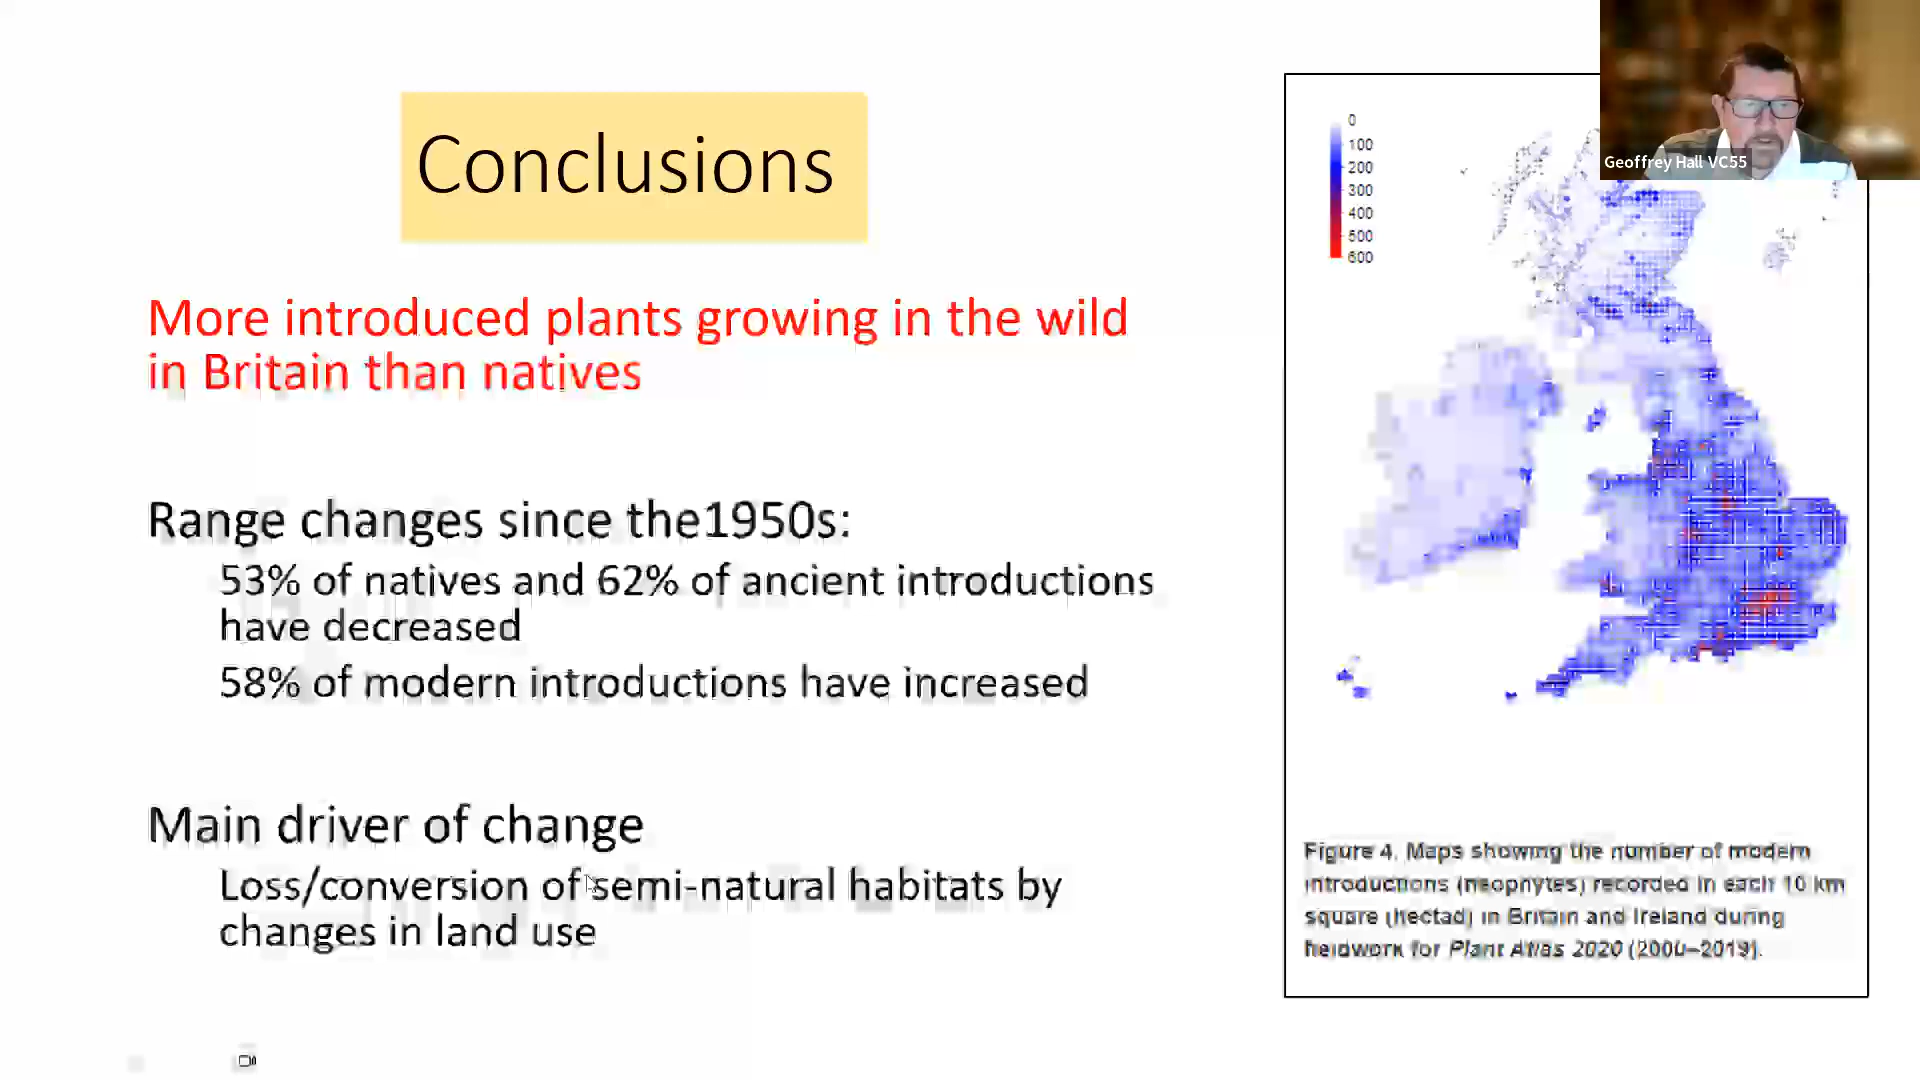 Conclusions
More introduced plants growing in the wild
in Britain than natives
Range changes since the1950s:
53% of natives and 62% of ancient introductions
have decreased
58% of modern introductions have increased
Main driver of change
Loss/conversion of semi-natural habitats by
changes in land use
0
100
200
300
400
500
600
Geoffrey Hall VC55
Figure 4. Maps showing the number of modern
introductions (neophytes) recorded in each 10 km
square (hectad) in Britain and Ireland during
fieldwork for Plant Atlas 2020 (2000–2019).